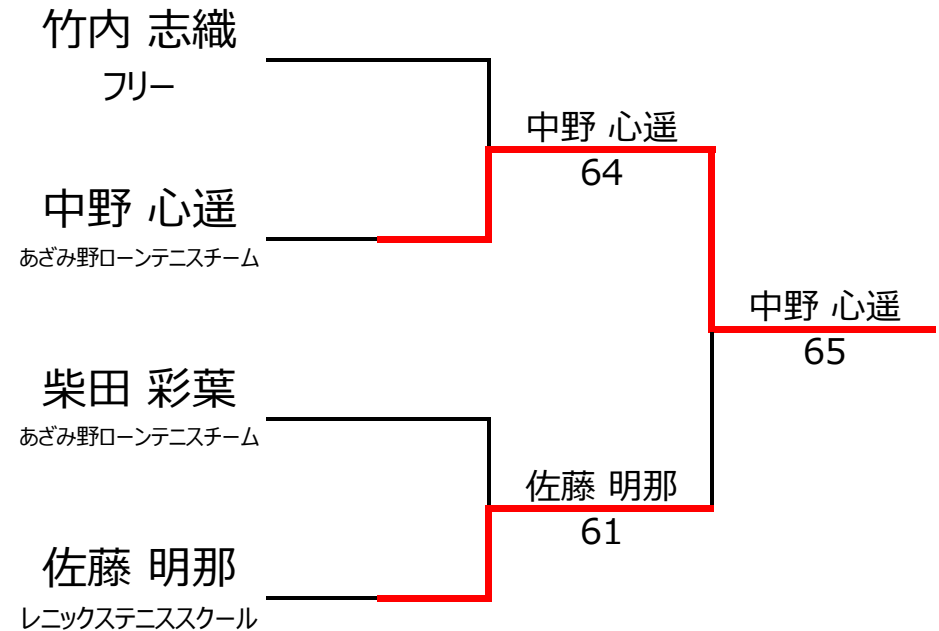 竹内 志織
フリー
中野 心遥
64
中野 心遥
あざみ野ローンテニスチーム
中野 心遥
65
柴田 彩葉
あざみ野ローンテニスチーム
佐藤 明那
61
佐藤 明那
レニックステニススクール